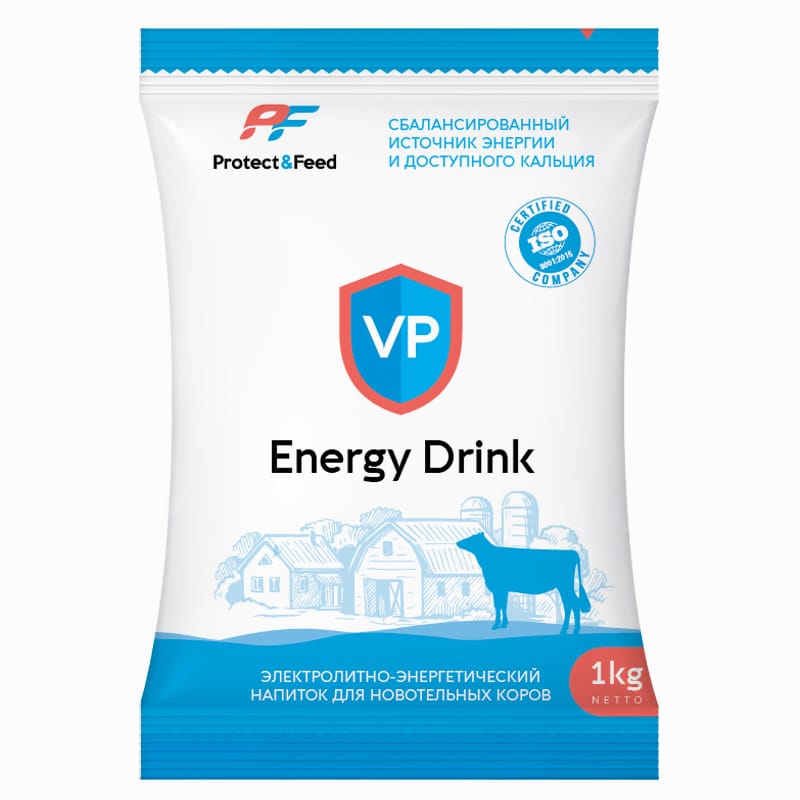 Protect&Feed
СБАЛАНСИРОВАННЫЙ
ИСТОЧНИК ЭНЕРГИИ
И ДОСТУПНОГО КАЛЬЦИЯ
CERTIFIED
ISO
9001:2015
COMPANY
VP
Energy Drink
ЭЛЕКТРОЛИТНО-ЭНЕРГЕТИЧЕСКИЙ
НАПИТОК ДЛЯ НОВОТЕЛЬНЫХ КОРОВ
1kg
NETTO